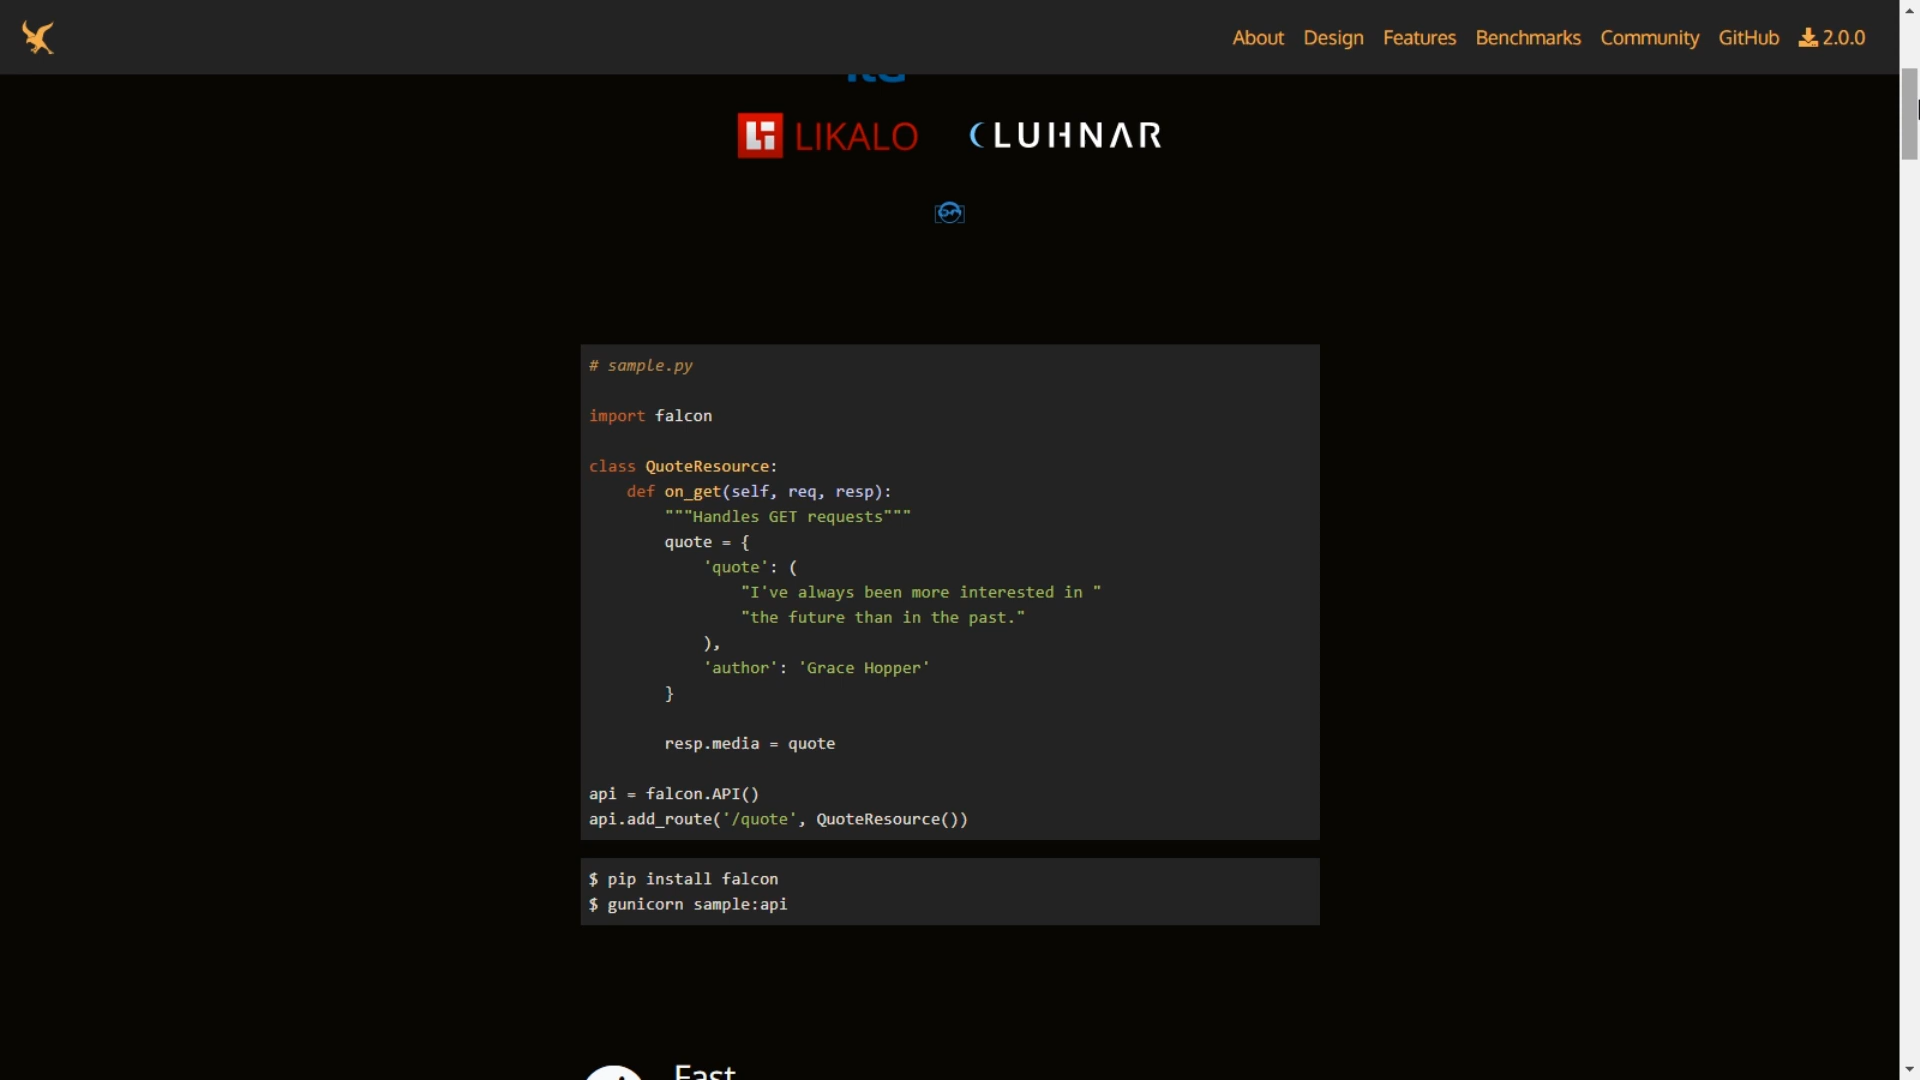 About Design Features Benchmarks Community GitHub 2.0.0
LIKALO LUHNAR
# sample.py
import falcon
class QuoteResource:
    def on_get(self, req, resp):
        """Handles GET requests"""
        quote = {
            'quote': (
                "I've always been more interested in "
                "the future than in the past."
            ),
            'author': 'Grace Hopper'
        }
        resp.media = quote
api = falcon.API()
api.add_route('/quote', QuoteResource())
$ pip install falcon
$ gunicorn sample:api
Fast